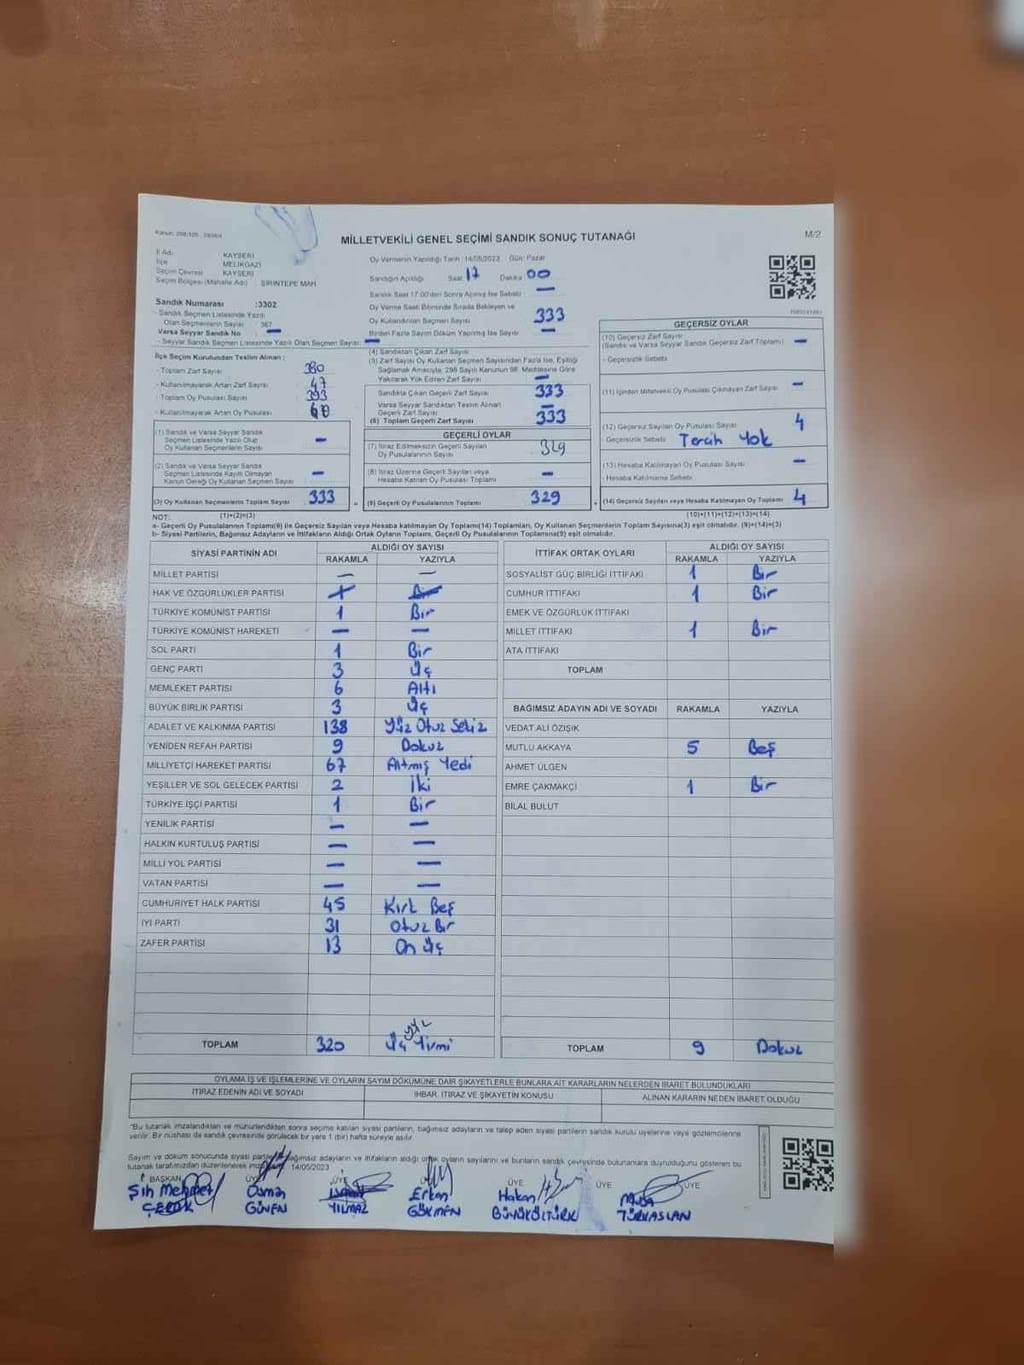 MİLLETVEKİLİ GENEL SEÇİMİ SANDIK SONUÇ TUTANAĞI
M/2
İl Adı KAYSERİ
İlçe MELİKGAZİ
Seçim Çevresi KAYSERİ
Seçim Bölgesi (Mahalle Adı) ŞİRİNTEPE MAH
Sandık Numarası :3302
- Sandık Seçmen Listesinde Yazılı
Olan Seçmenlerin Sayısı 367
Varsa Seyyar Sandık No —
- Seyyar Sandık Seçmen Listesinde Yazılı Olan Seçmen Sayısı: —
İlçe Seçim Kurulundan Teslim Alınan :
- Toplam Zarf Sayısı 380
- Kullanılmayarak Artan Zarf Sayısı 47
- Toplam Oy Pusulası 393
- Kullanılmayarak Artan Oy Pusulası
(1) Sandık ve Varsa Seyyar Sandık
Seçmen Listesinde Yazılı Olup
Oy Kullanan Seçmenlerin Sayısı —
(2) Sandık ve Varsa Seyyar Sandık
Seçmen Listesinde Kayıtlı Olmayan
Kanun Gereği Oy Kullanan Seçmen Sayısı —
(3) Oy Kullanan Seçmenlerin Toplam Sayısı 333
(1)+(2)=(3)
Oy Vermenin Yapıldığı Tarih :14/05/2023 Gün: Pazar
Sandığın Açıldığı Saat 17 Dakika 00
Sandık Saat 17.00'den Sonra Açılmış İse Sebebi —
Oy Verme Saati Bitiminde Sırada Bekleyen ve
Oy Kullandırılan Seçmen Sayısı 333
Birden Fazla Sayım Döküm Yapılmış İse Sayısı —
(4) Sandıktan Çıkan Zarf Sayısı
(5) Zarf Sayısı Oy Kullanan Seçmen Sayısından Fazla İse, Eşitliği
Sağlamak Amacıyla, 298 Sayılı Kanunun 98. Maddesine Göre
Yakılarak Yok Edilen Zarf Sayısı —
Sandıkta Çıkan Geçerli Zarf Sayısı 333
Varsa Seyyar Sandıktan Teslim Alınan
Geçerli Zarf Sayısı —
(6) Toplam Geçerli Zarf Sayısı 333
GEÇERLİ OYLAR
(7) İtiraz Edilmeksizin Geçerli Sayılan
Oy Pusulalarının Sayısı 329
(8) İtiraz Üzerine Geçerli Sayılan veya
Hesaba Katılan Oy Pusulalarının Sayısı —
(9) Geçerli Oy Pusulalarının Toplamı 329
GEÇERSİZ OYLAR
(10) Geçersiz Zarf Sayısı
(Sandık ve Varsa Seyyar Sandık Geçersiz Zarf Toplamı) —
- Geçersizlik Sebebi
(11) İçinden Milletvekili Oy Pusulası Çıkmayan Zarf Sayısı —
(12) Geçersiz Sayılan Oy Pusulası Sayısı 4
- Geçersizlik Sebebi Tercih Yok
(13) Hesaba Katılmayan Oy Pusulası Sayısı —
- Hesaba Katılmama Sebebi
(14) Geçersiz Sayılan veya Hesaba Katılmayan Oy Toplamı 4
(10)+(11)+(12)+(13)=(14)
NOT:
a- Geçerli Oy Pusulaları Toplamı(9) ile Geçersiz Sayılan veya Hesaba katılmayan Oy Toplamı(14) Toplamları, Oy Kullanan Seçmenlerin Toplam Sayısına(3) eşit olmalıdır. (9)+(14)=(3)
b- Siyasi Partilerin, Bağımsız Adayların ve İttifakların Aldığı Ortak Oyların Toplamı, Geçerli Oy Pusulalarının Toplamına(9) eşit olmalıdır.
SİYASİ PARTİNİN ADI ALDIĞI OY SAYISI
RAKAMLA YAZIYLA
MİLLET PARTİSİ — —
HAK VE ÖZGÜRLÜKLER PARTİSİ
TÜRKİYE KOMÜNİST PARTİSİ 1 Bir
TÜRKİYE KOMÜNİST HAREKETİ — —
SOL PARTİ 1 Bir
GENÇ PARTİ 3 Üç
MEMLEKET PARTİSİ 6 Altı
BÜYÜK BİRLİK PARTİSİ 3 Üç
ADALET VE KALKINMA PARTİSİ 138 Yüz Otuz Sekiz
YENİDEN REFAH PARTİSİ 9 Dokuz
MİLLİYETÇİ HAREKET PARTİSİ 67 Altmış Yedi
YEŞİLLER VE SOL GELECEK PARTİSİ 2 İki
TÜRKİYE İŞÇİ PARTİSİ 1 Bir
YENİLİK PARTİSİ — —
HALKIN KURTULUŞ PARTİSİ — —
MİLLİ YOL PARTİSİ — —
VATAN PARTİSİ — —
CUMHURİYET HALK PARTİSİ 45 Kırk Beş
İYİ PARTİ 31 Otuz Bir
ZAFER PARTİSİ 13 On Üç
TOPLAM 320 Üç yüz Yirmi
İTTİFAK ORTAK OYLARI ALDIĞI OY SAYISI
RAKAMLA YAZIYLA
SOSYALİST GÜÇ BİRLİĞİ İTTİFAKI 1 Bir
CUMHUR İTTİFAKI 1 Bir
EMEK VE ÖZGÜRLÜK İTTİFAKI
MİLLET İTTİFAKI 1 Bir
ATA İTTİFAKI
TOPLAM
BAĞIMSIZ ADAYIN ADI VE SOYADI RAKAMLA YAZIYLA
VEDAT ALİ ÖZIŞIK
MUTLU AKKAYA 5 Beş
AHMET ÜLGEN
EMRE ÇAKMAKÇİ 1 Bir
BİLAL BULUT
TOPLAM 9 Dokuz
OYLAMA İŞ VE İŞLEMLERİNE VE OYLARIN SAYIM DÖKÜMÜNE DAİR ŞİKAYETLERLE BUNLARA AİT KARARLARIN NELERDEN İBARET BULUNDUKLARI
İTİRAZ EDENİN ADI VE SOYADI İHBAR, İTİRAZ VE ŞİKAYETİN KONUSU ALINAN KARARIN NEDEN İBARET OLDUĞU
*Bu tutanak imzalandıktan ve mühürlendikten sonra seçime katılan siyasi partilerin, bağımsız adayların ve talep eden siyasi partilerin sandık kurulu üyelerine veya gözlemcilerine
verilir. Bir nüshası da sandık çevresinde görülecek bir yere 1 (bir) hafta süreyle asılır.
Sayım ve döküm sonucunda siyasi partilerin, bağımsız adayların ve ittifakların aldığı ortak oyların sayılarını ve bunların sandık çevresinde bulunanlara duyrulduğunu gösteren bu
tutanak tarafımızdan düzenlenerek 14/05/2023
BAŞKAN ÜYE ÜYE ÜYE ÜYE ÜYE
Şıh Mehmet Osman Erkan Hakan Musa
GÜVEN YILMAZ GÖKMEN BÜYÜKÖLTÜRK TÜRKASLAN